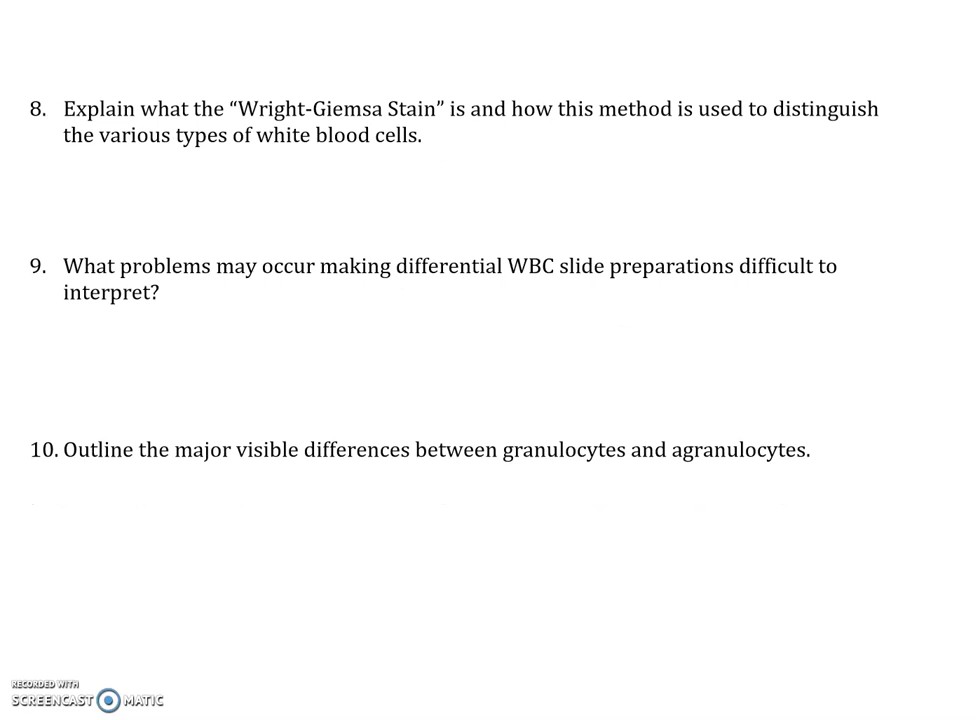 8. Explain what the “Wright-Giemsa Stain” is and how this method is used to distinguish
the various types of white blood cells.
9. What problems may occur making differential WBC slide preparations difficult to
interpret?
10. Outline the major visible differences between granulocytes and agranulocytes.
RECORDED WITH
SCREENCAST MATIC